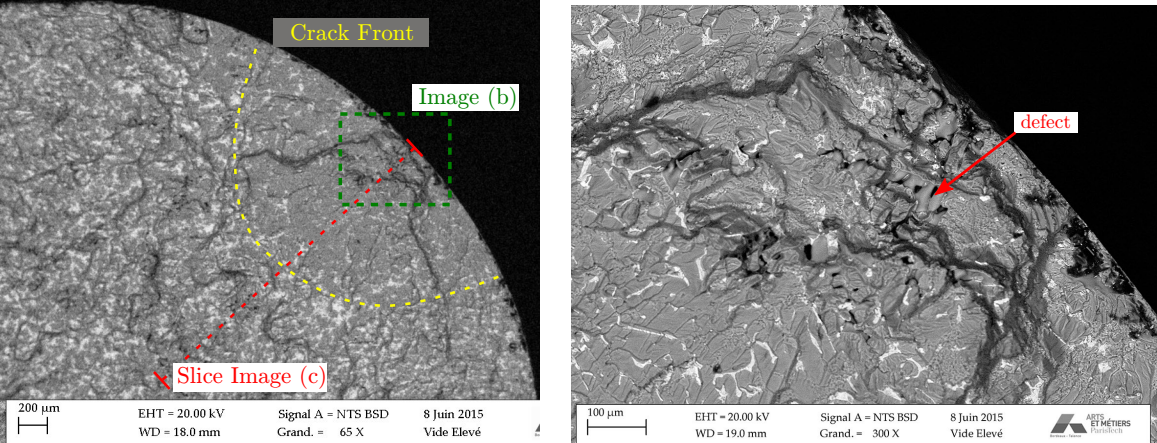 Crack Front
Image (b)
Slice Image (c)
200 µm
EHT = 20.00 kV
Signal A = NTS BSD
8 Juin 2015
WD = 18.0 mm
Grand. = 65 X
Vide Elevé
defect
100 µm
EHT = 20.00 kV
Signal A = NTS BSD
8 Juin 2015
WD = 19.0 mm
Grand. = 300 X
Vide Elevé
ARTS
ET MÉTIERS
ParisTech